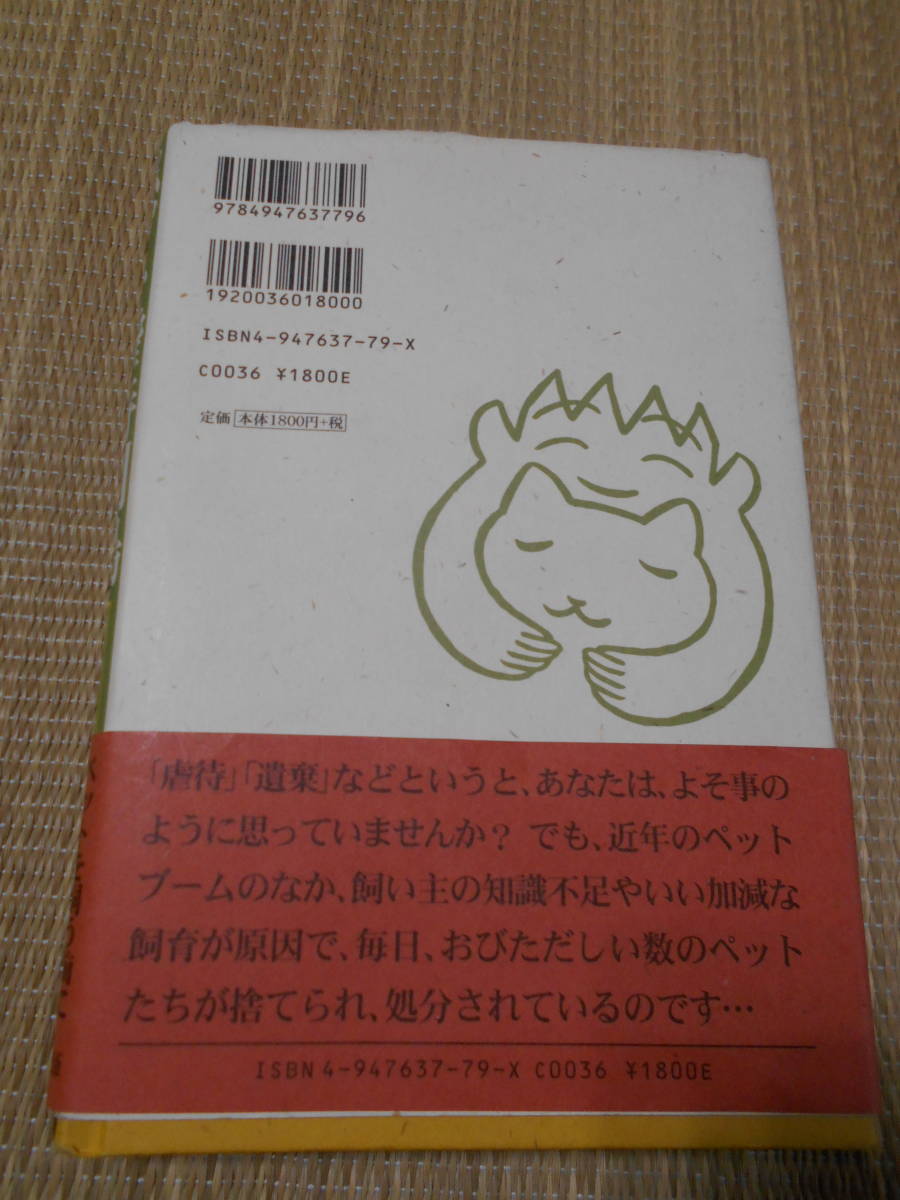 9784947637796
1920036018000
ISBN4-947637-79-X
C0036 ¥1800E
定価 本体1800円+税
「虐待」「遺棄」などというと、あなたは、よそ事の
ように思っていませんか? でも、近年のペット
ブームのなか、飼い主の知識不足やいい加減な
飼育が原因で、毎日、おびただしい数のペット
たちが捨てられ、処分されているのです…
ISBN4-947637-79-X C0036 ¥1800E